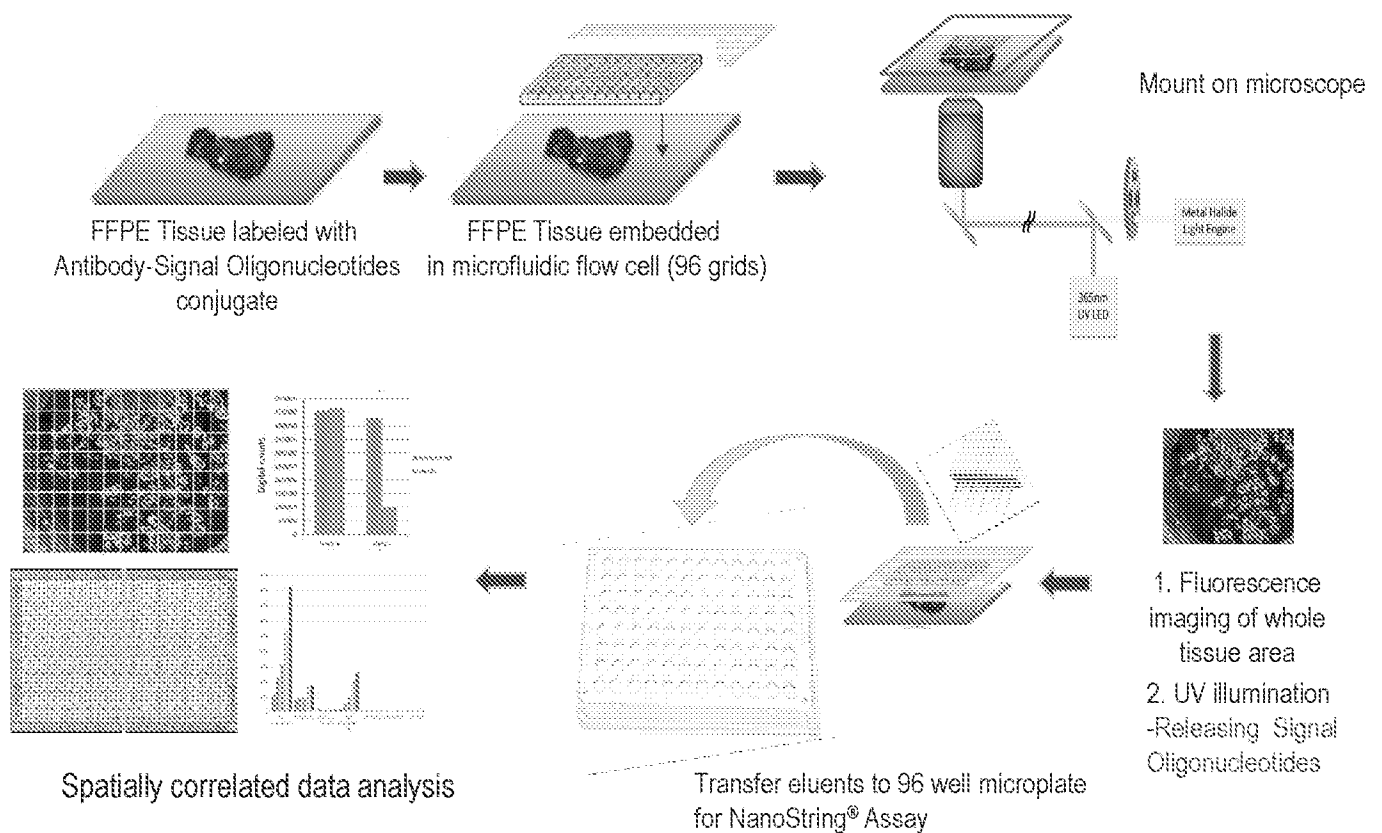 Mount on microscope
FFPE Tissue labeled with
Antibody-Signal Oligonucleotides
conjugate
FFPE Tissue embedded
in microfluidic flow cell (96 grids)
Metal Halide
Light Engine
365nm
UV LED
Digital counts
1. Fluorescence
imaging of whole
tissue area
2. UV illumination
-Releasing Signal
Oligonucleotides
Transfer eluents to 96 well microplate
for NanoString® Assay
Spatially correlated data analysis